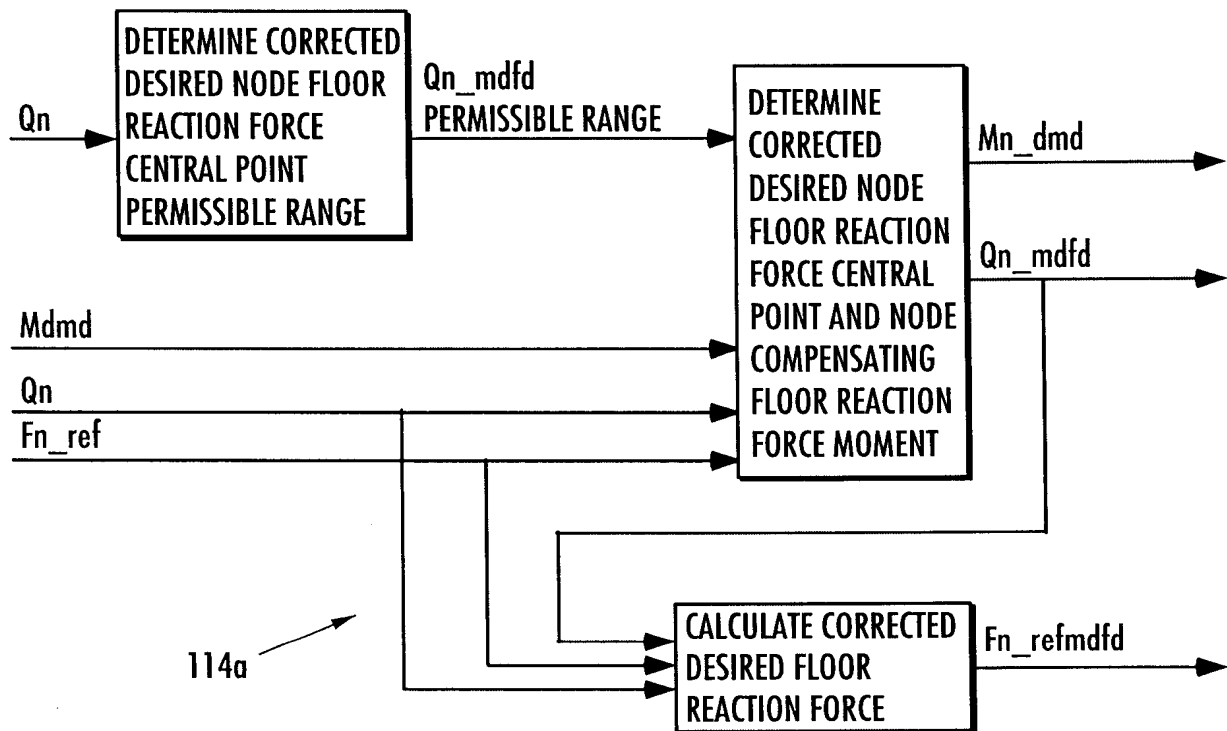 DETERMINE CORRECTED
DESIRED NODE FLOOR
REACTION FORCE
CENTRAL POINT
PERMISSIBLE RANGE
Qn
Qn_mdfd
PERMISSIBLE RANGE
DETERMINE
CORRECTED
DESIRED NODE
FLOOR REACTION
FORCE CENTRAL
POINT AND NODE
COMPENSATING
FLOOR REACTION
FORCE MOMENT
Mn_dmd
Qn_mdfd
Mdmd
Qn
Fn_ref
114a
CALCULATE CORRECTED
DESIRED FLOOR
REACTION FORCE
Fn_refmdfd